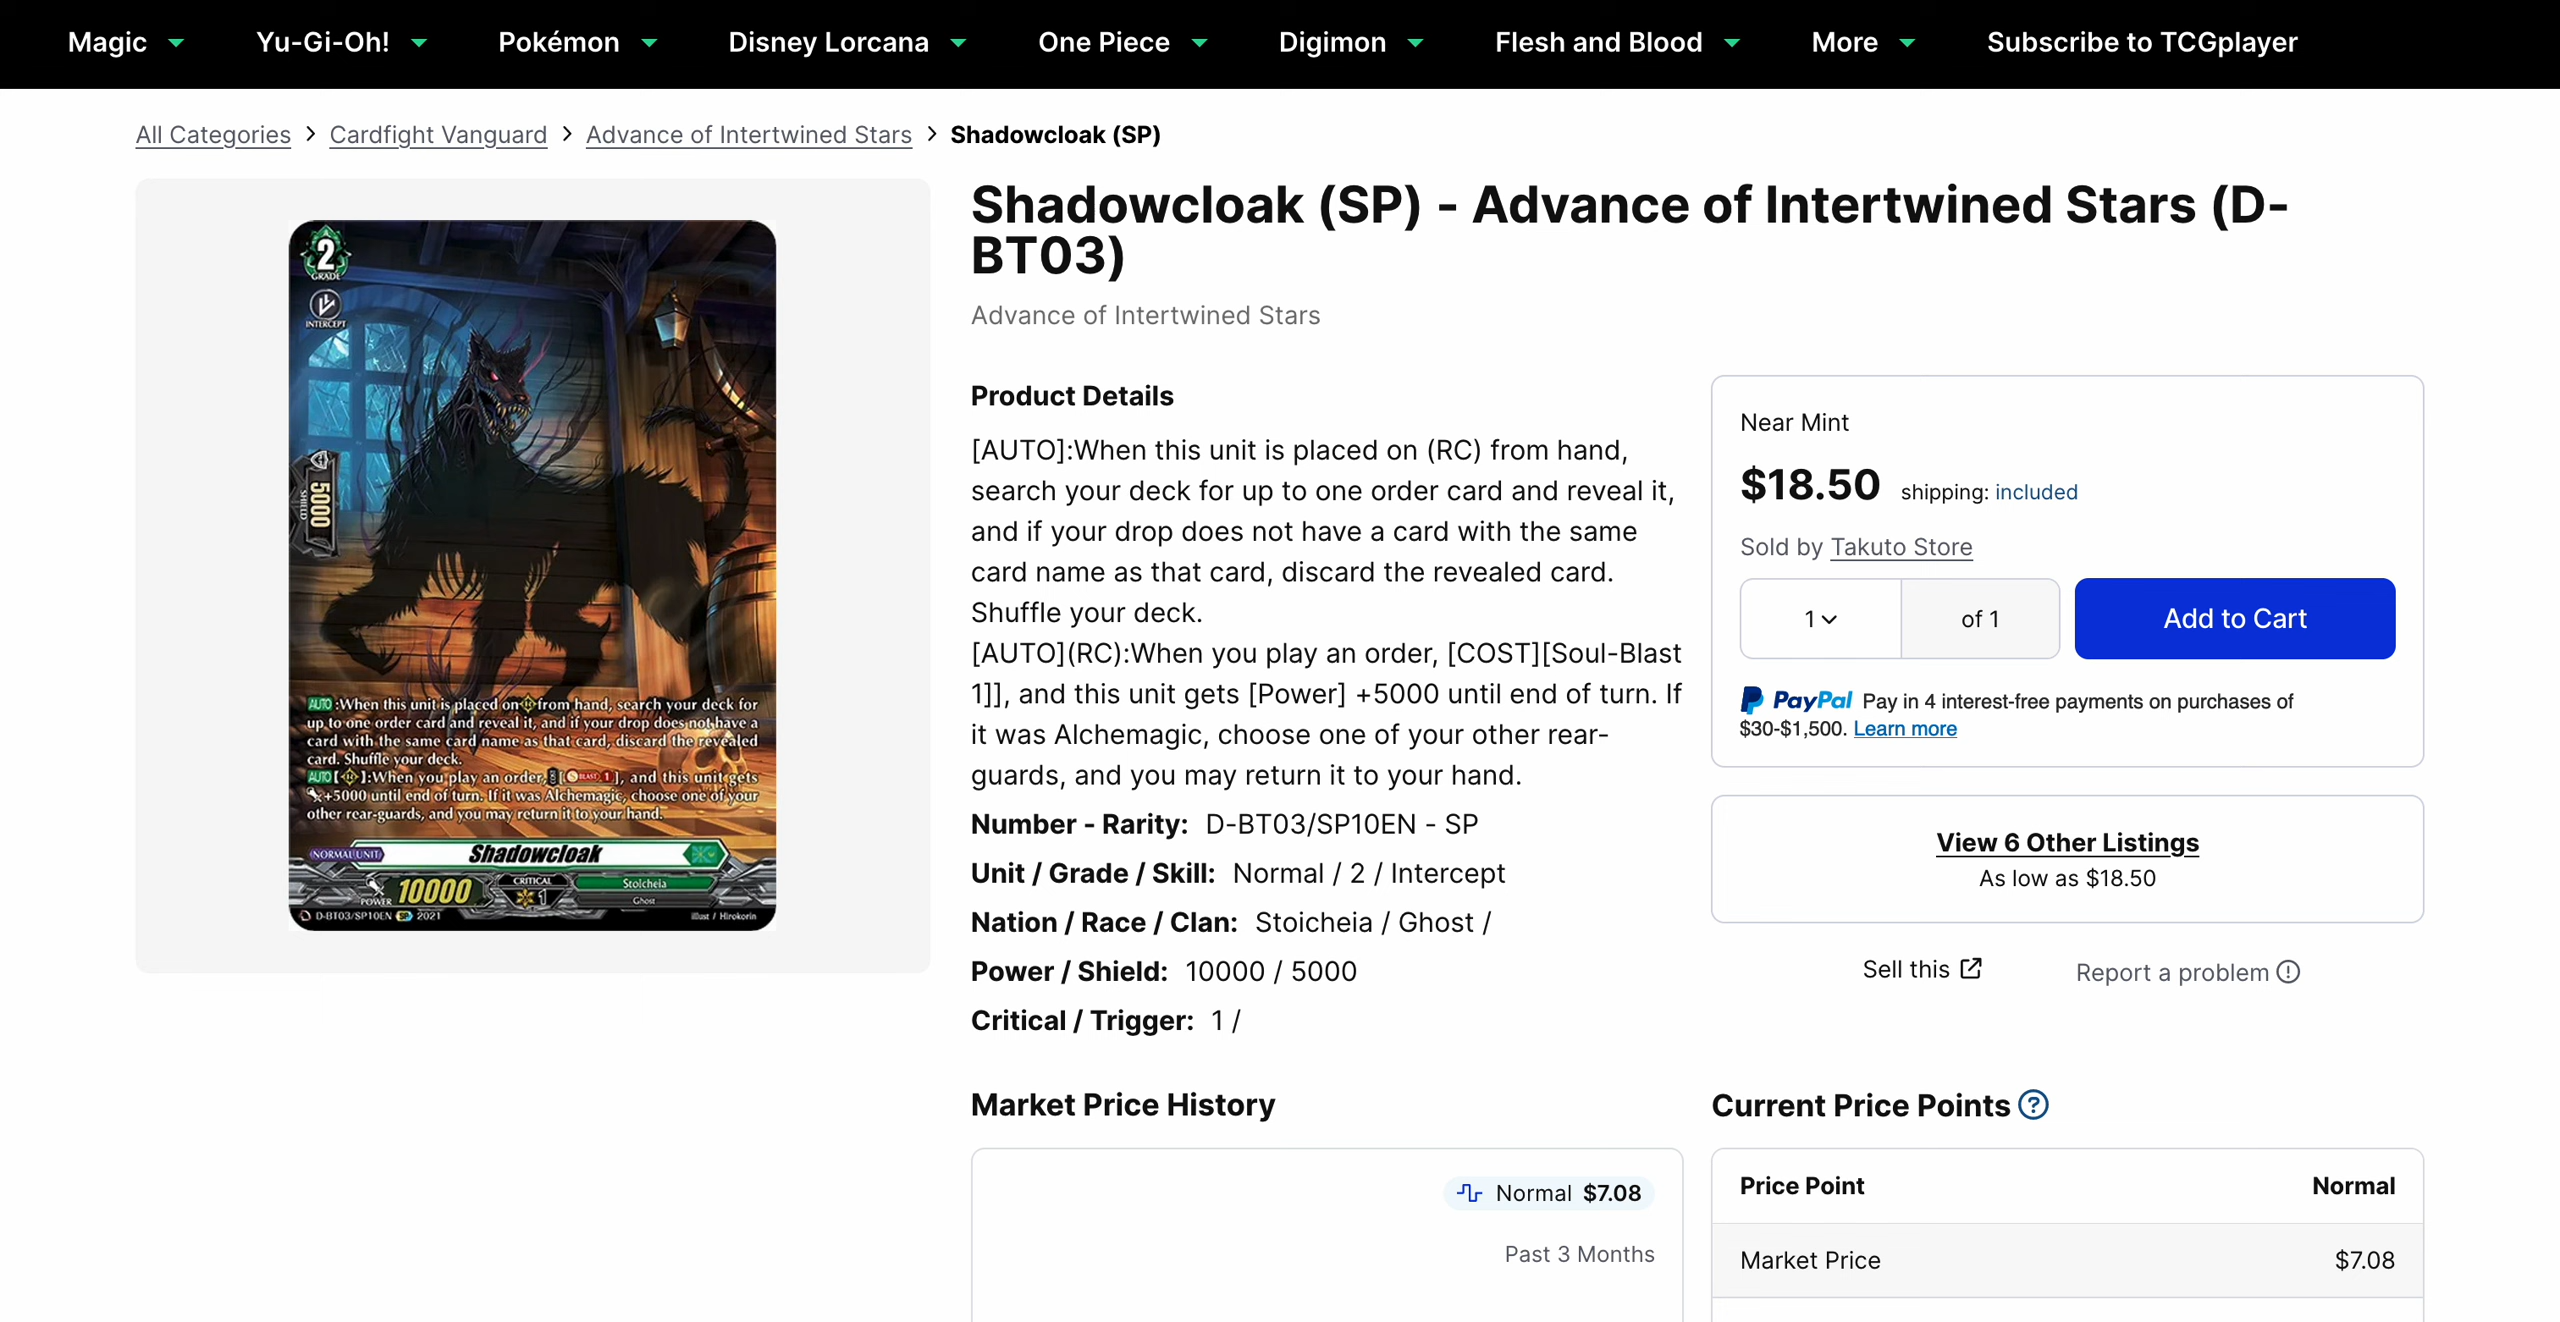 Magic Yu-Gi-Oh! Pokémon Disney Lorcana One Piece Digimon Flesh and Blood More Subscribe to TCGplayer
All Categories > Cardfight Vanguard > Advance of Intertwined Stars > Shadowcloak (SP)
2
GRADE
INTERCEPT
5000
SHIELD
AUTO:When this unit is placed on from hand, search your deck for
up to one order card and reveal it, and if your drop does not have a
card with the same card name as that card, discard the revealed
card. Shuffle your deck.
AUTO[ ]:When you play an order, [ BLAST 1 ], and this unit gets
+5000 until end of turn. If it was Alchemagic, choose one of your
other rear-guards, and you may return it to your hand.
NORMAL UNIT Shadowcloak
POWER 10000 CRITICAL 1 Stoicheia
Ghost
D-BT03/SP10EN SP 2021 illust / Hirokorin
Shadowcloak (SP) - Advance of Intertwined Stars (D-
BT03)
Advance of Intertwined Stars
Product Details
[AUTO]:When this unit is placed on (RC) from hand,
search your deck for up to one order card and reveal it,
and if your drop does not have a card with the same
card name as that card, discard the revealed card.
Shuffle your deck.
[AUTO](RC):When you play an order, [COST][Soul-Blast
1]], and this unit gets [Power] +5000 until end of turn. If
it was Alchemagic, choose one of your other rear-
guards, and you may return it to your hand.
Number - Rarity: D-BT03/SP10EN - SP
Unit / Grade / Skill: Normal / 2 / Intercept
Nation / Race / Clan: Stoicheia / Ghost /
Power / Shield: 10000 / 5000
Critical / Trigger: 1 /
Near Mint
$18.50 shipping: included
Sold by Takuto Store
1 of 1 Add to Cart
PayPal Pay in 4 interest-free payments on purchases of
$30-$1,500. Learn more
View 6 Other Listings
As low as $18.50
Sell this Report a problem
Market Price History
Normal $7.08
Past 3 Months
Current Price Points
Price Point Normal
Market Price $7.08